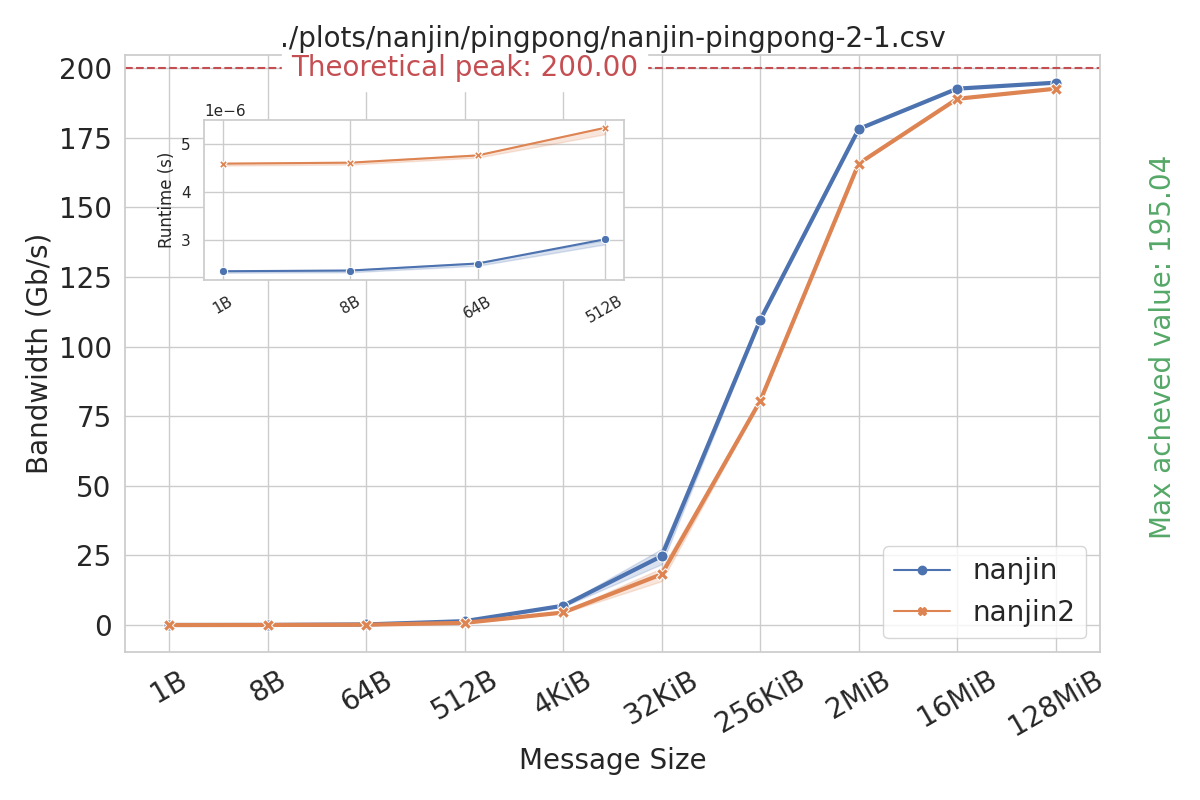 ./plots/nanjin/pingpong/nanjin-pingpong-2-1.csv
Theoretical peak: 200.00
200
175
150
125
100
75
50
25
0
Bandwidth (Gb/s)
1e−6
5
4
3
Runtime (s)
1B
8B
64B
512B
Max acheved value: 195.04
nanjin
nanjin2
1B
8B
64B
512B
4KiB
32KiB
256KiB
2MiB
16MiB
128MiB
Message Size